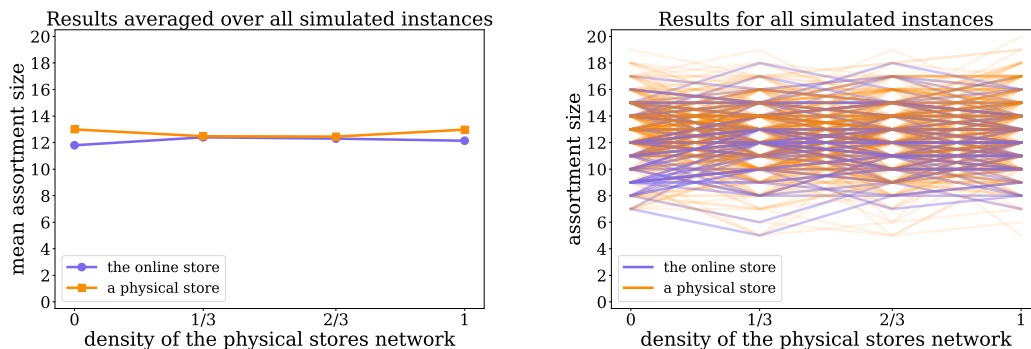 Results averaged over all simulated instances
mean assortment size
20
18
16
14
12
10
8
6
4
2
0
the online store
a physical store
0 1/3 2/3 1
density of the physical stores network
Results for all simulated instances
assortment size
20
18
16
14
12
10
8
6
4
2
0
the online store
a physical store
0 1/3 2/3 1
density of the physical stores network